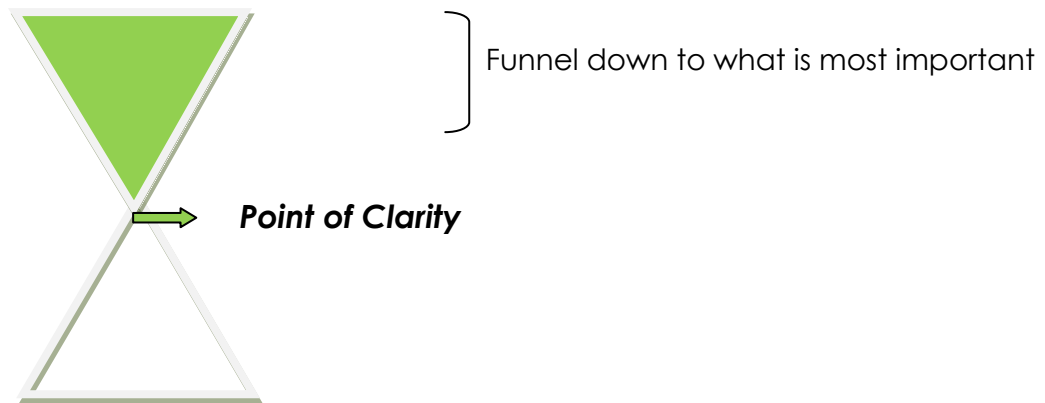 Funnel down to what is most important
Point of Clarity